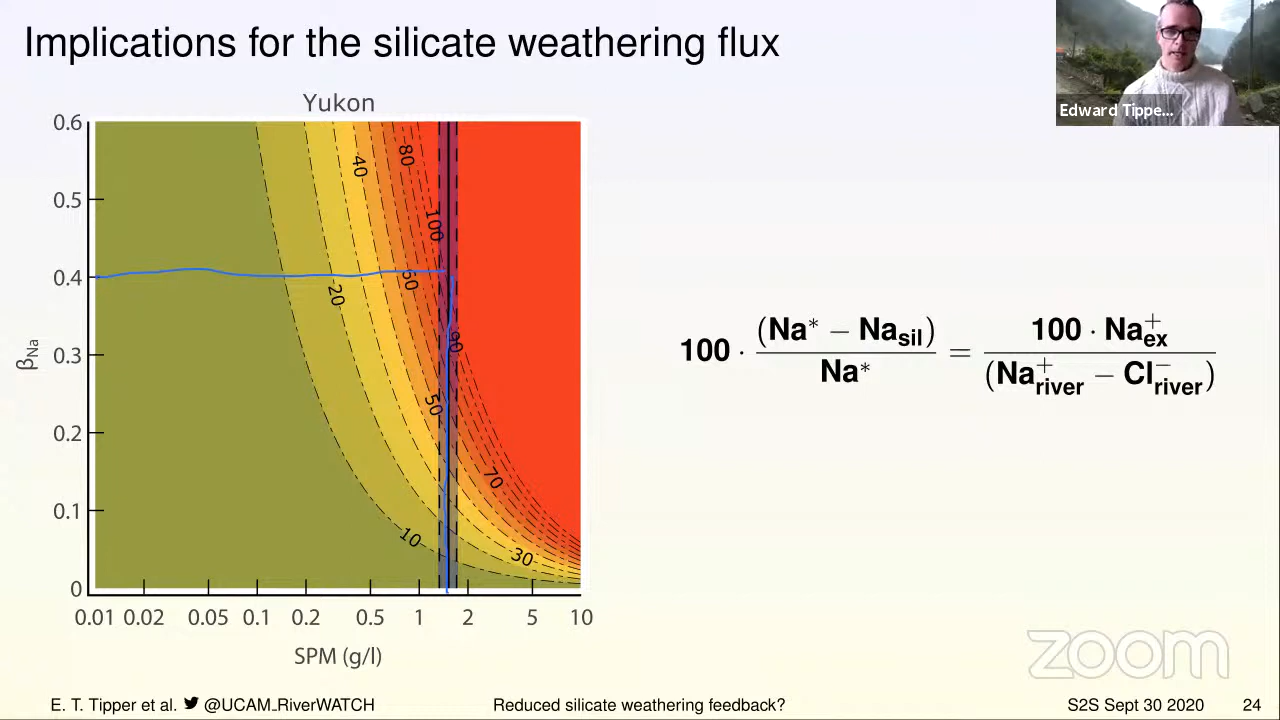 Implications for the silicate weathering flux
Edward Tippe...
Yukon
0.6
0.5
0.4
0.3
0.2
0.1
0
βNa
40
80
100
20
60
90
50
70
10
30
0.01 0.02 0.05 0.1 0.2 0.5 1 2 5 10
SPM (g/l)
100 · (Na* − Nasil) / Na* = 100 · Na+ex / (Na+river − Cl−river)
zoom
E. T. Tipper et al. @UCAM_RiverWATCH Reduced silicate weathering feedback? S2S Sept 30 2020 24